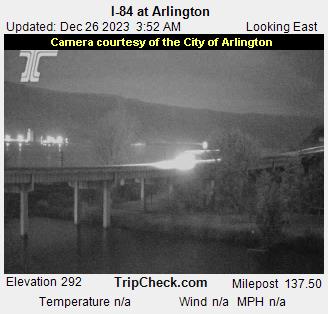 I-84 at Arlington
Updated: Dec 26 2023 3:52 AM Looking East
Camera courtesy of the City of Arlington
Elevation 292 TripCheck.com Milepost 137.50
Temperature n/a Wind n/a MPH n/a